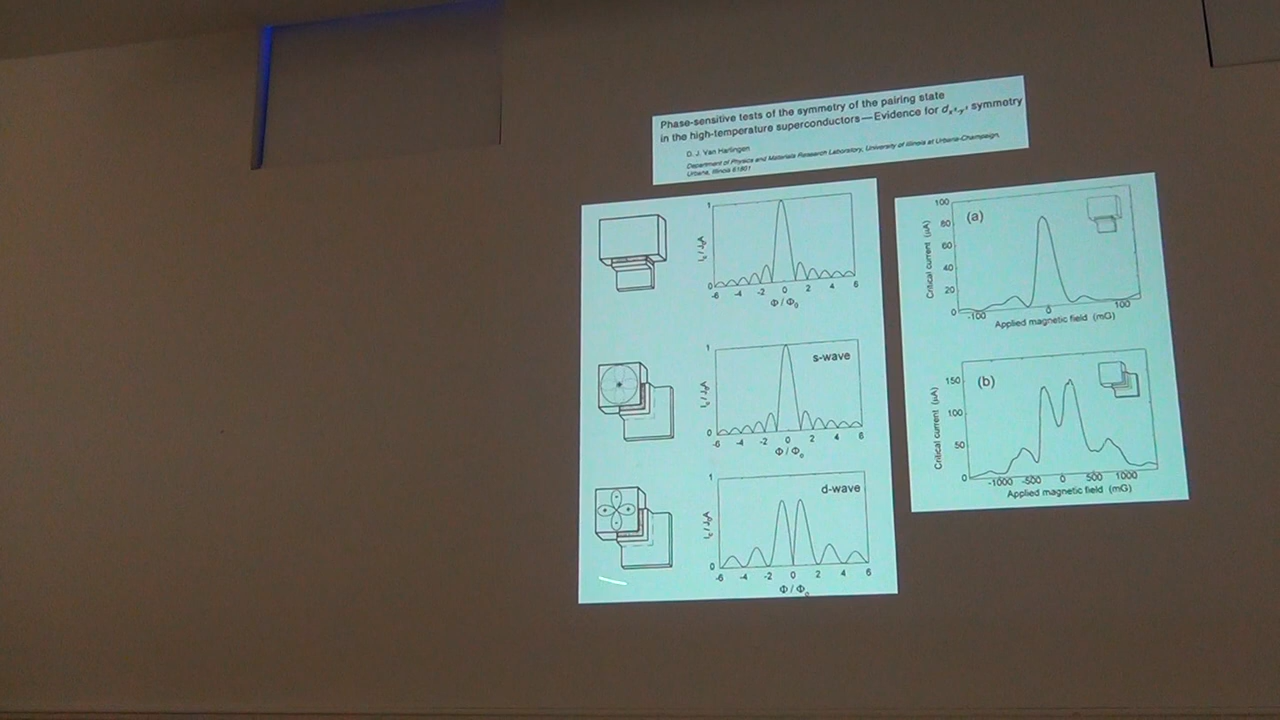 Phase-sensitive tests of the symmetry of the pairing state
in the high-temperature superconductors—Evidence for dx²-y² symmetry
D. J. Van Harlingen
Department of Physics and Materials Research Laboratory, University of Illinois at Urbana-Champaign,
Urbana, Illinois 61801
1
0
-6 -4 -2 0 2 4 6
Φ / Φ0
s-wave
1
0
-6 -4 -2 0 2 4 6
Φ / Φ0
d-wave
1
0
-6 -4 -2 0 2 4 6
Φ / Φ0
(a)
Critical current (μA)
100
80
60
40
20
0
-100 0 100
Applied magnetic field (mG)
(b)
Critical current (μA)
150
100
50
0
-1000 -500 0 500 1000
Applied magnetic field (mG)